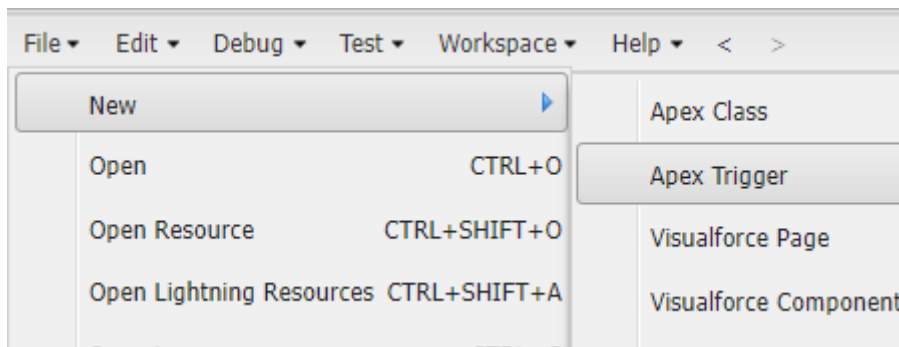 File Edit Debug Test Workspace Help < >
New
Open CTRL+O
Open Resource CTRL+SHIFT+O
Open Lightning Resources CTRL+SHIFT+A
Apex Class
Apex Trigger
Visualforce Page
Visualforce Component